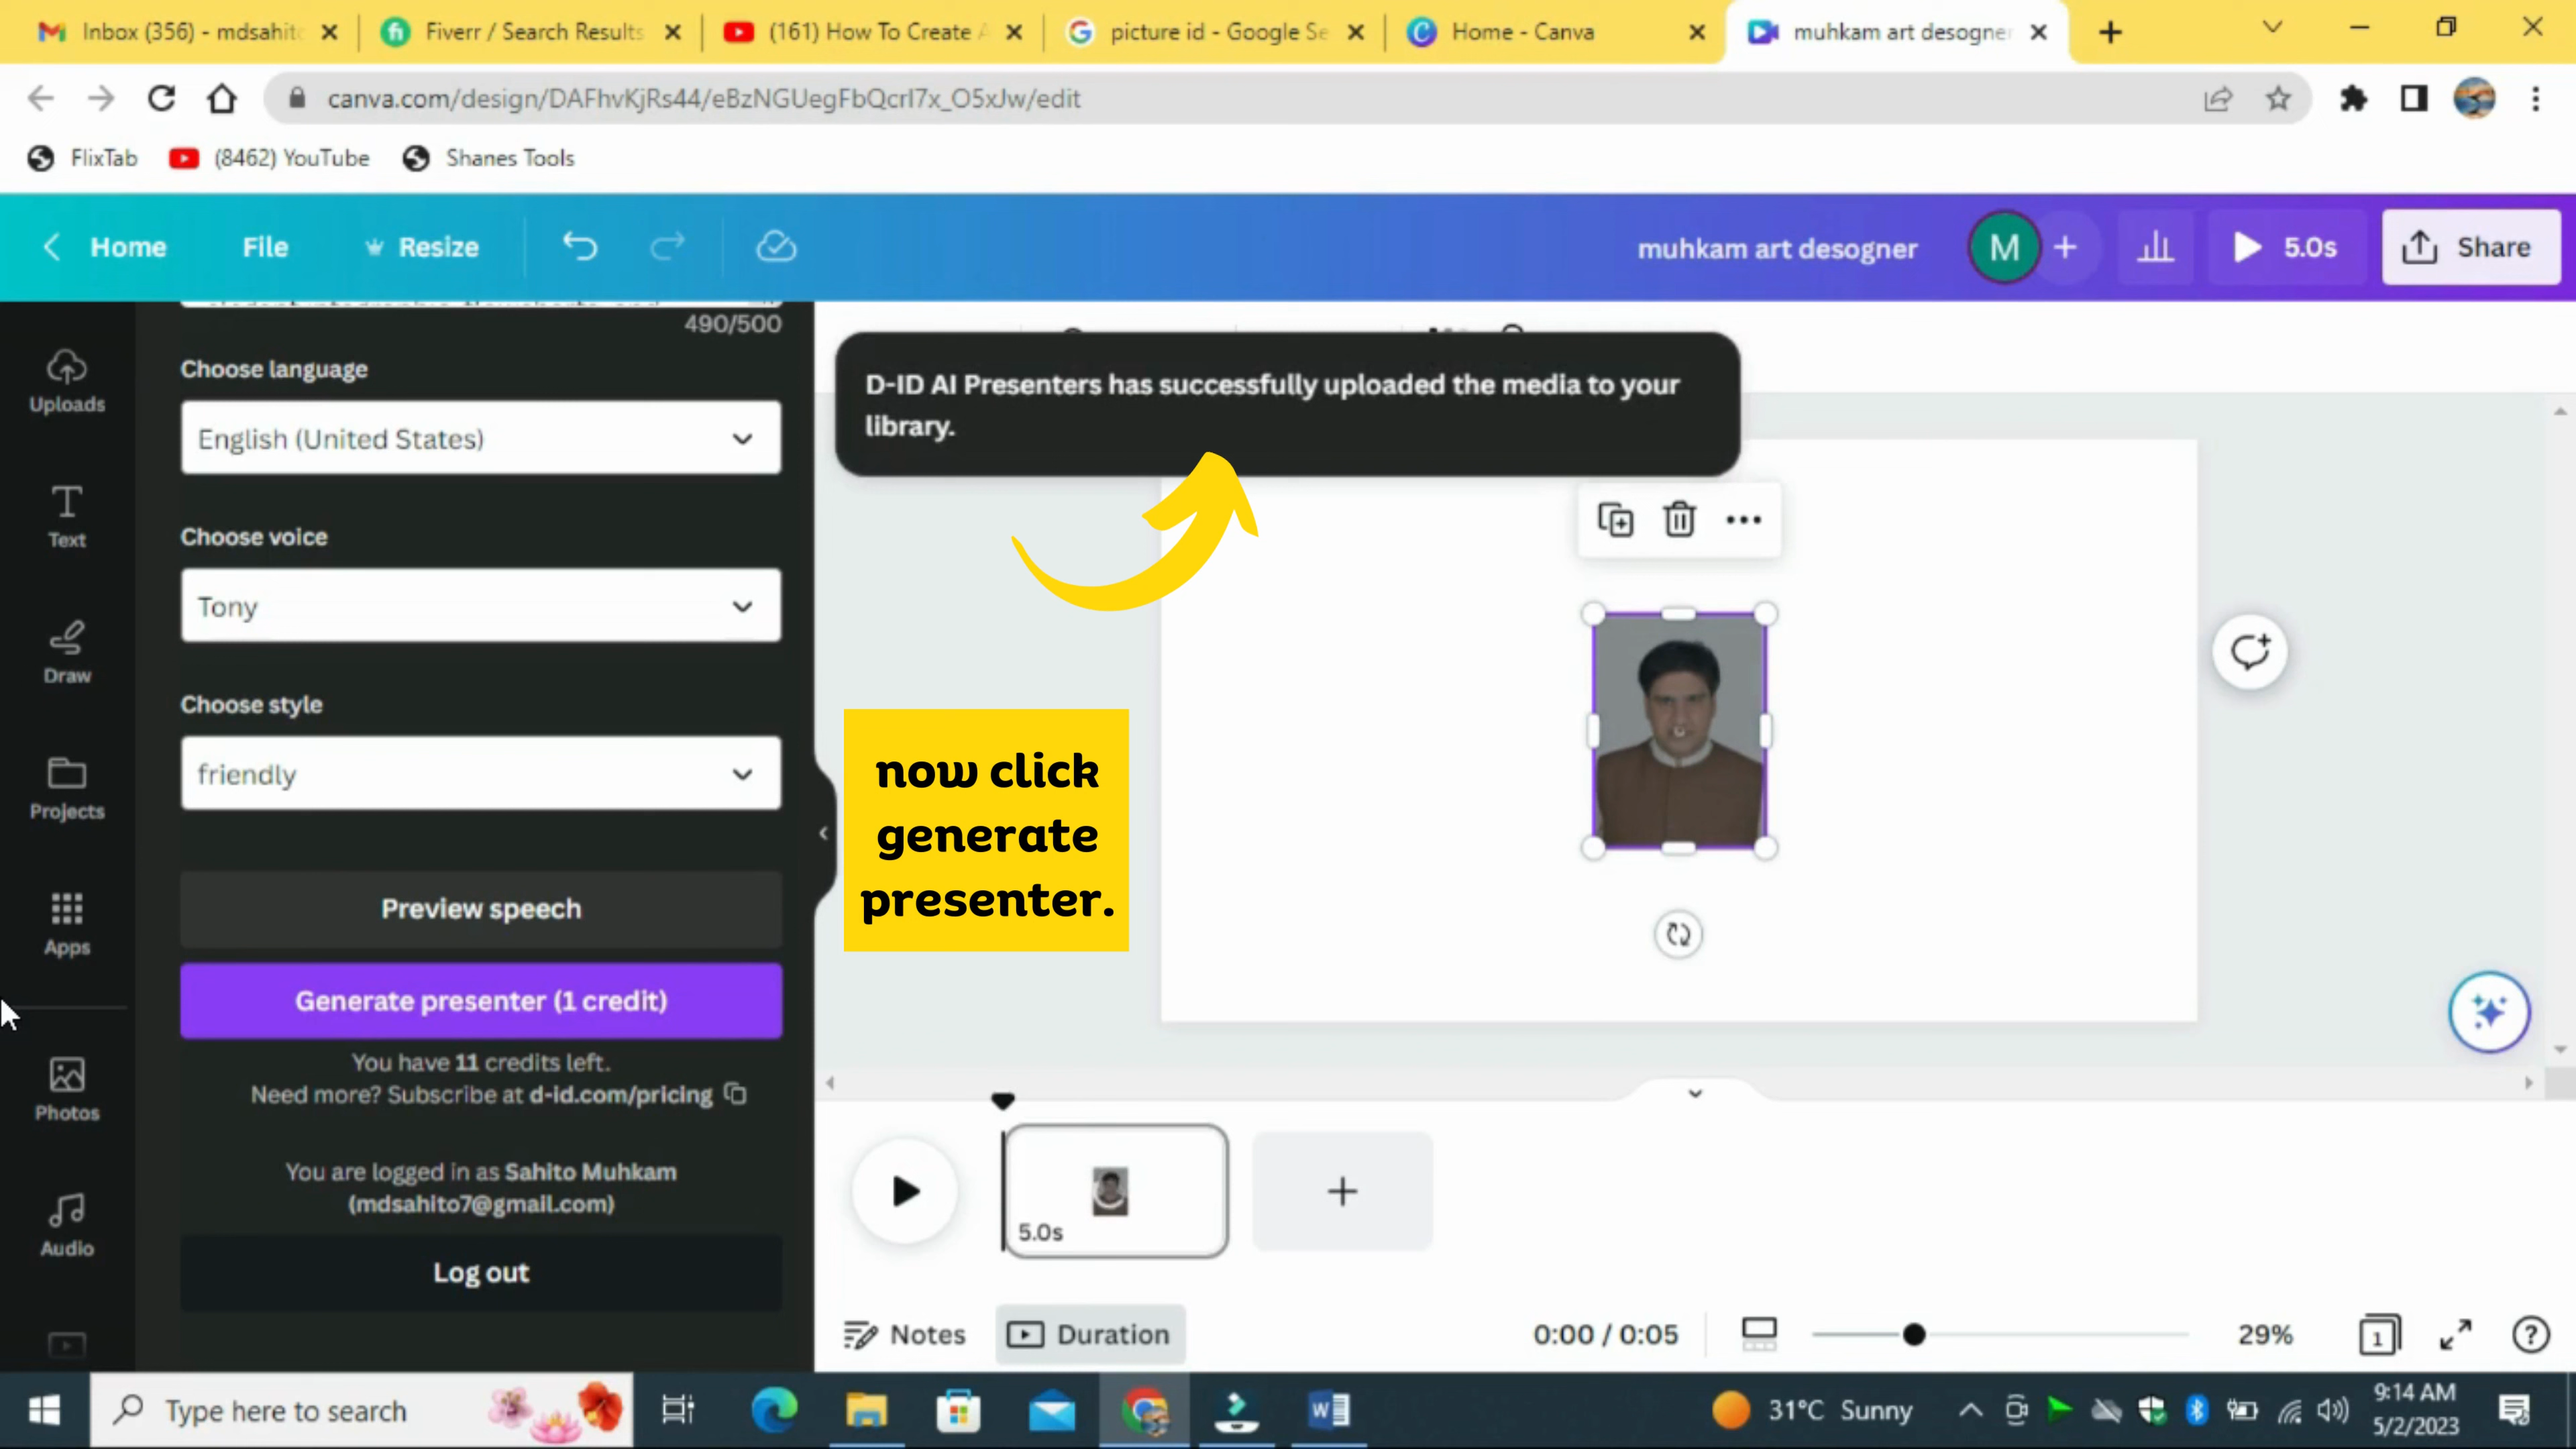 Inbox (356) - mdsahit
Fiverr / Search Results
(161) How To Create A
picture id - Google Se
Home - Canva
muhkam art desogner
canva.com/design/DAFhvKjRs44/eBzNGUegFbQcrI7x_O5xJw/edit
FlixTab
(8462) YouTube
Shanes Tools
Home
File
Resize
muhkam art desogner
M
5.0s
Share
490/500
Uploads
Text
Draw
Projects
Apps
Photos
Audio
Choose language
English (United States)
Choose voice
Tony
Choose style
friendly
Preview speech
Generate presenter (1 credit)
You have 11 credits left.
Need more? Subscribe at d-id.com/pricing
You are logged in as Sahito Muhkam
(mdsahito7@gmail.com)
Log out
D-ID AI Presenters has successfully uploaded the media to your
library.
now click
generate
presenter.
5.0s
Notes
Duration
0:00 / 0:05
29%
1
Type here to search
31°C Sunny
9:14 AM
5/2/2023